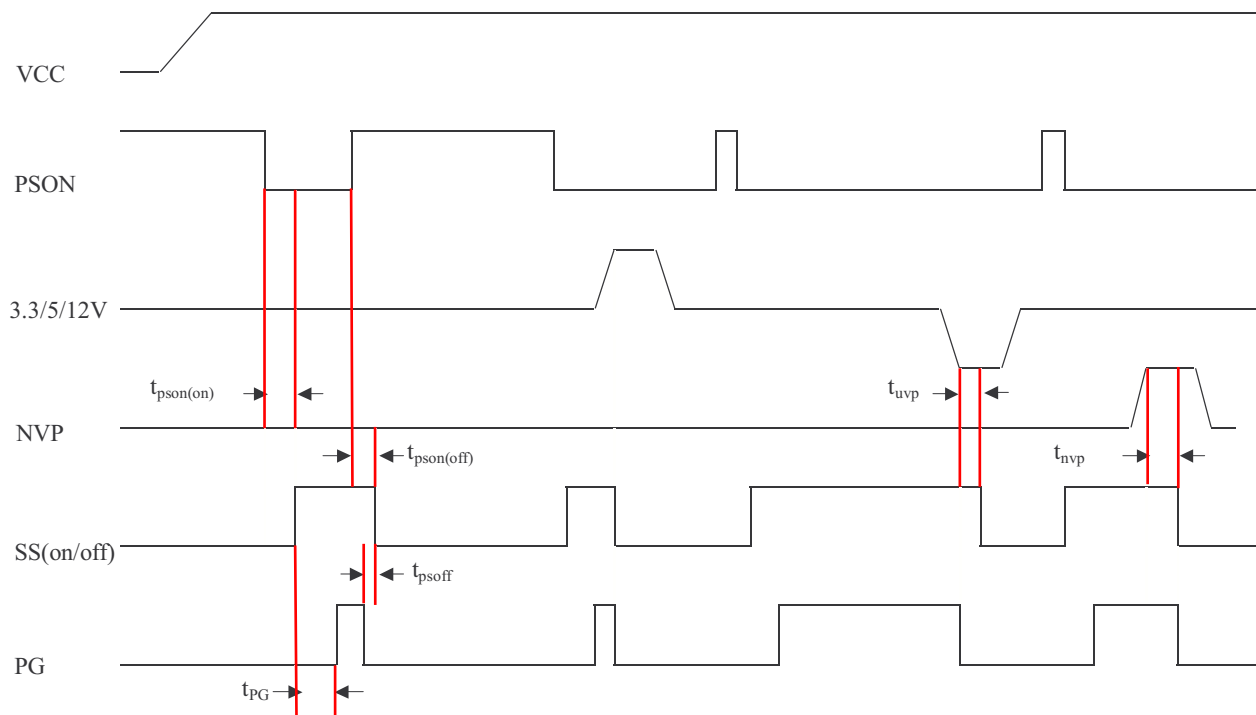 VCC
PSON
3.3/5/12V
tpson(on)
tuvp
NVP
tpson(off)
tnvp
SS(on/off)
tpsoff
PG
tPG